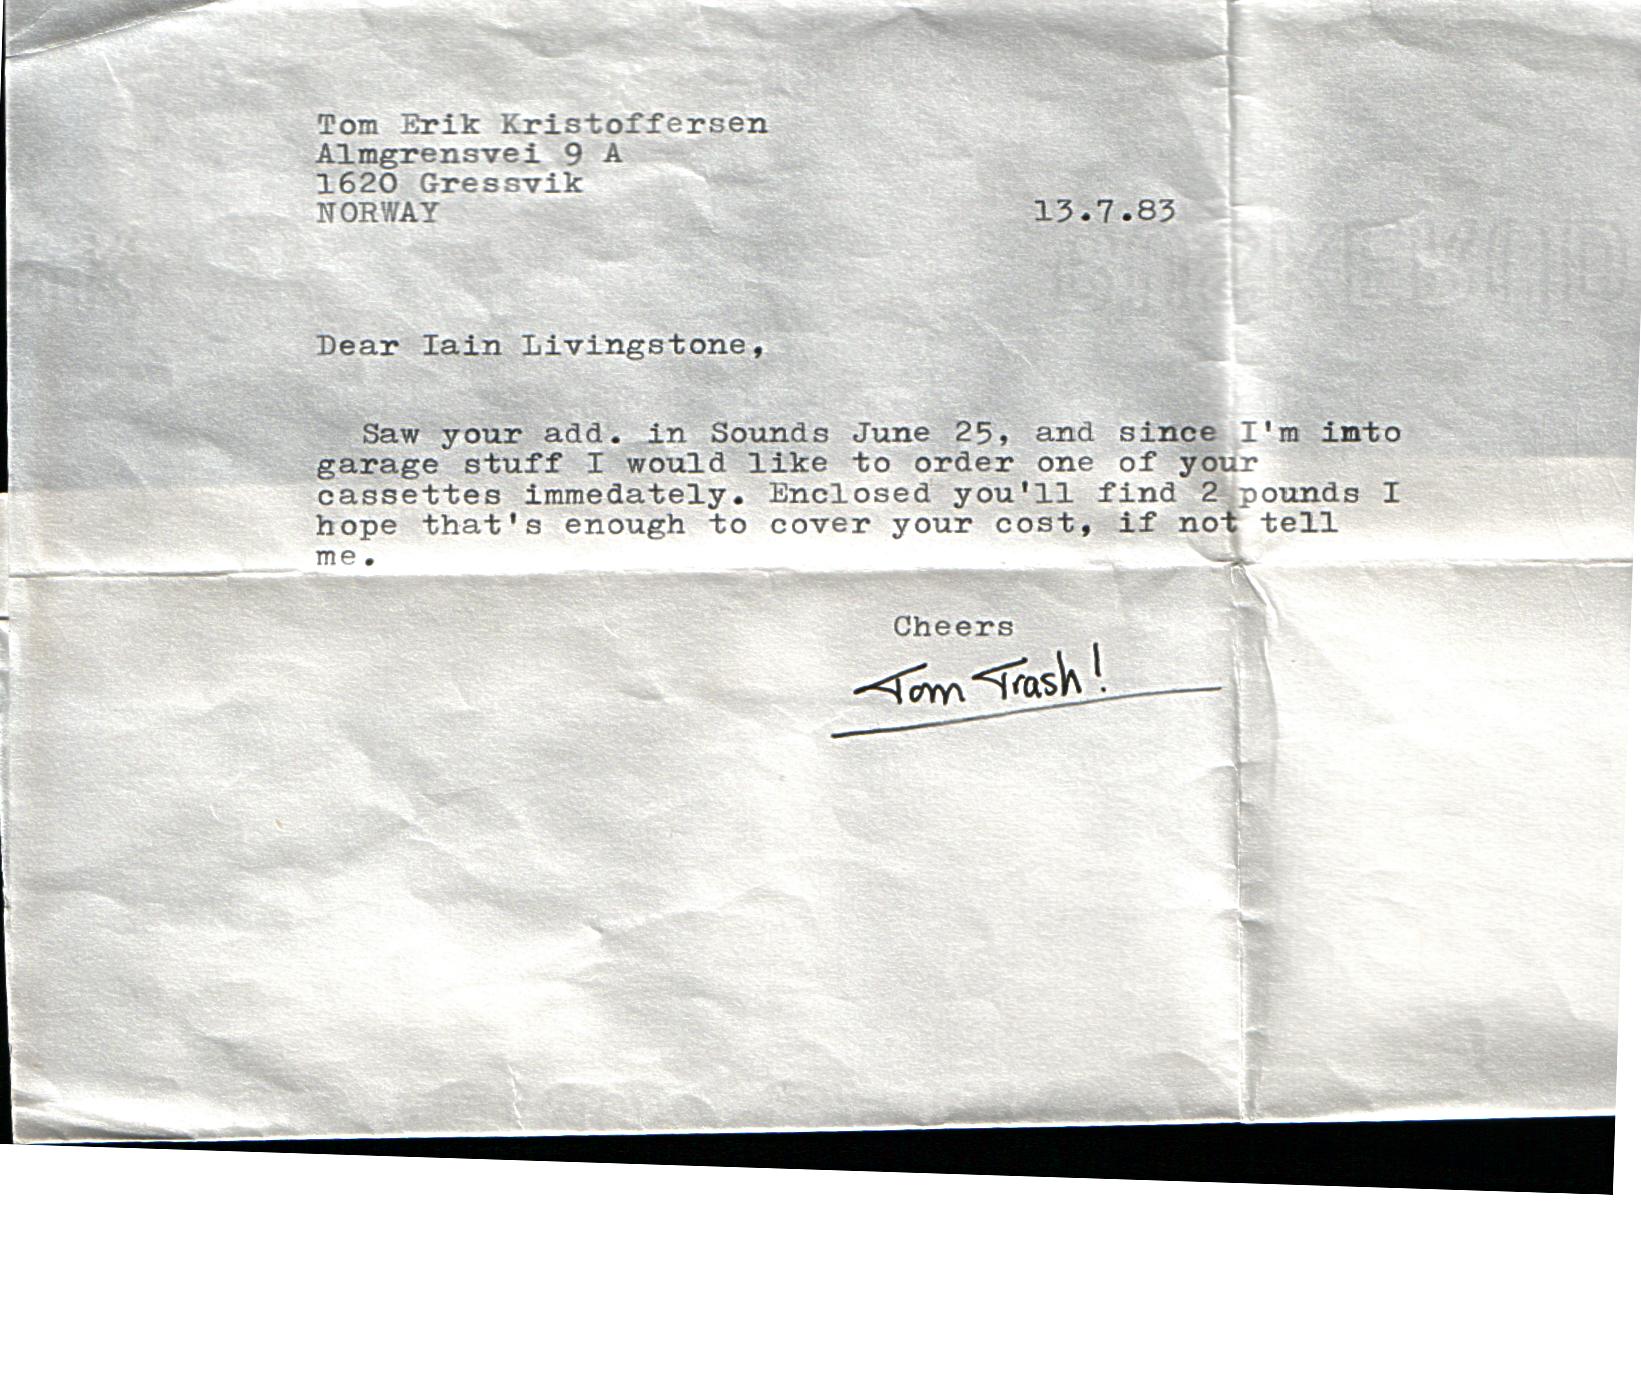 Tom Erik Kristoffersen
Almgrensvei 9 A
1620 Gressvik
NORWAY
13.7.83
Dear Iain Livingstone,
Saw your add. in Sounds June 25, and since I'm imto
garage stuff I would like to order one of your
cassettes immedately. Enclosed you'll find 2 pounds I
hope that's enough to cover your cost, if not tell
me.
Cheers
Tom Trash!